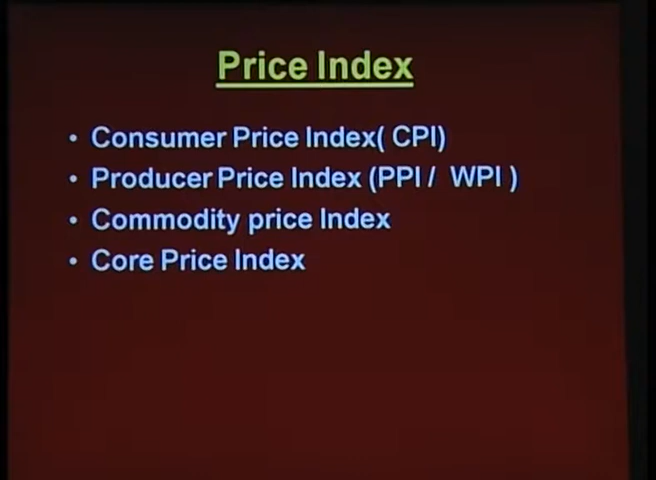 Price Index
• Consumer Price Index( CPI)
• Producer Price Index (PPI / WPI )
• Commodity price Index
• Core Price Index